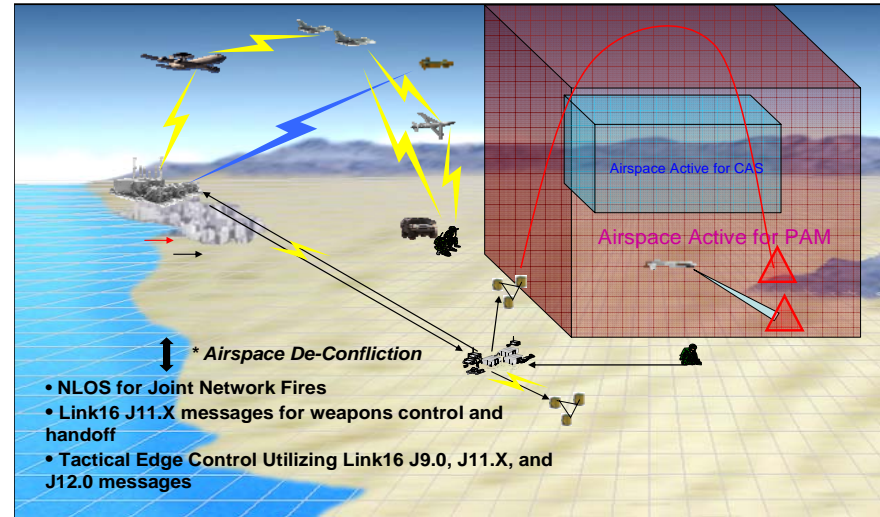 Airspace Active for CAS
Airspace Active for PAM
* Airspace De-Confliction
• NLOS for Joint Network Fires
• Link16 J11.X messages for weapons control and
handoff
• Tactical Edge Control Utilizing Link16 J9.0, J11.X, and
J12.0 messages